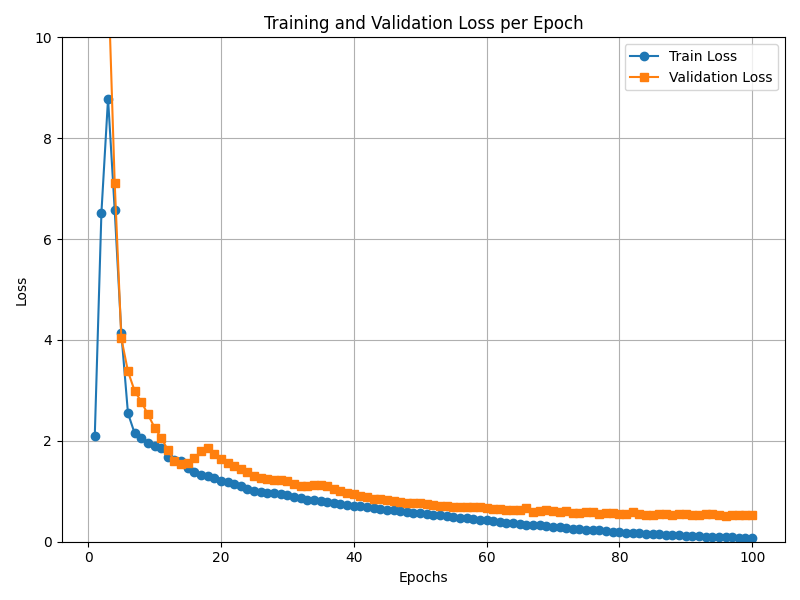 Training and Validation Loss per Epoch
Train Loss
Validation Loss
10
8
6
4
2
0
Loss
0 20 40 60 80 100
Epochs